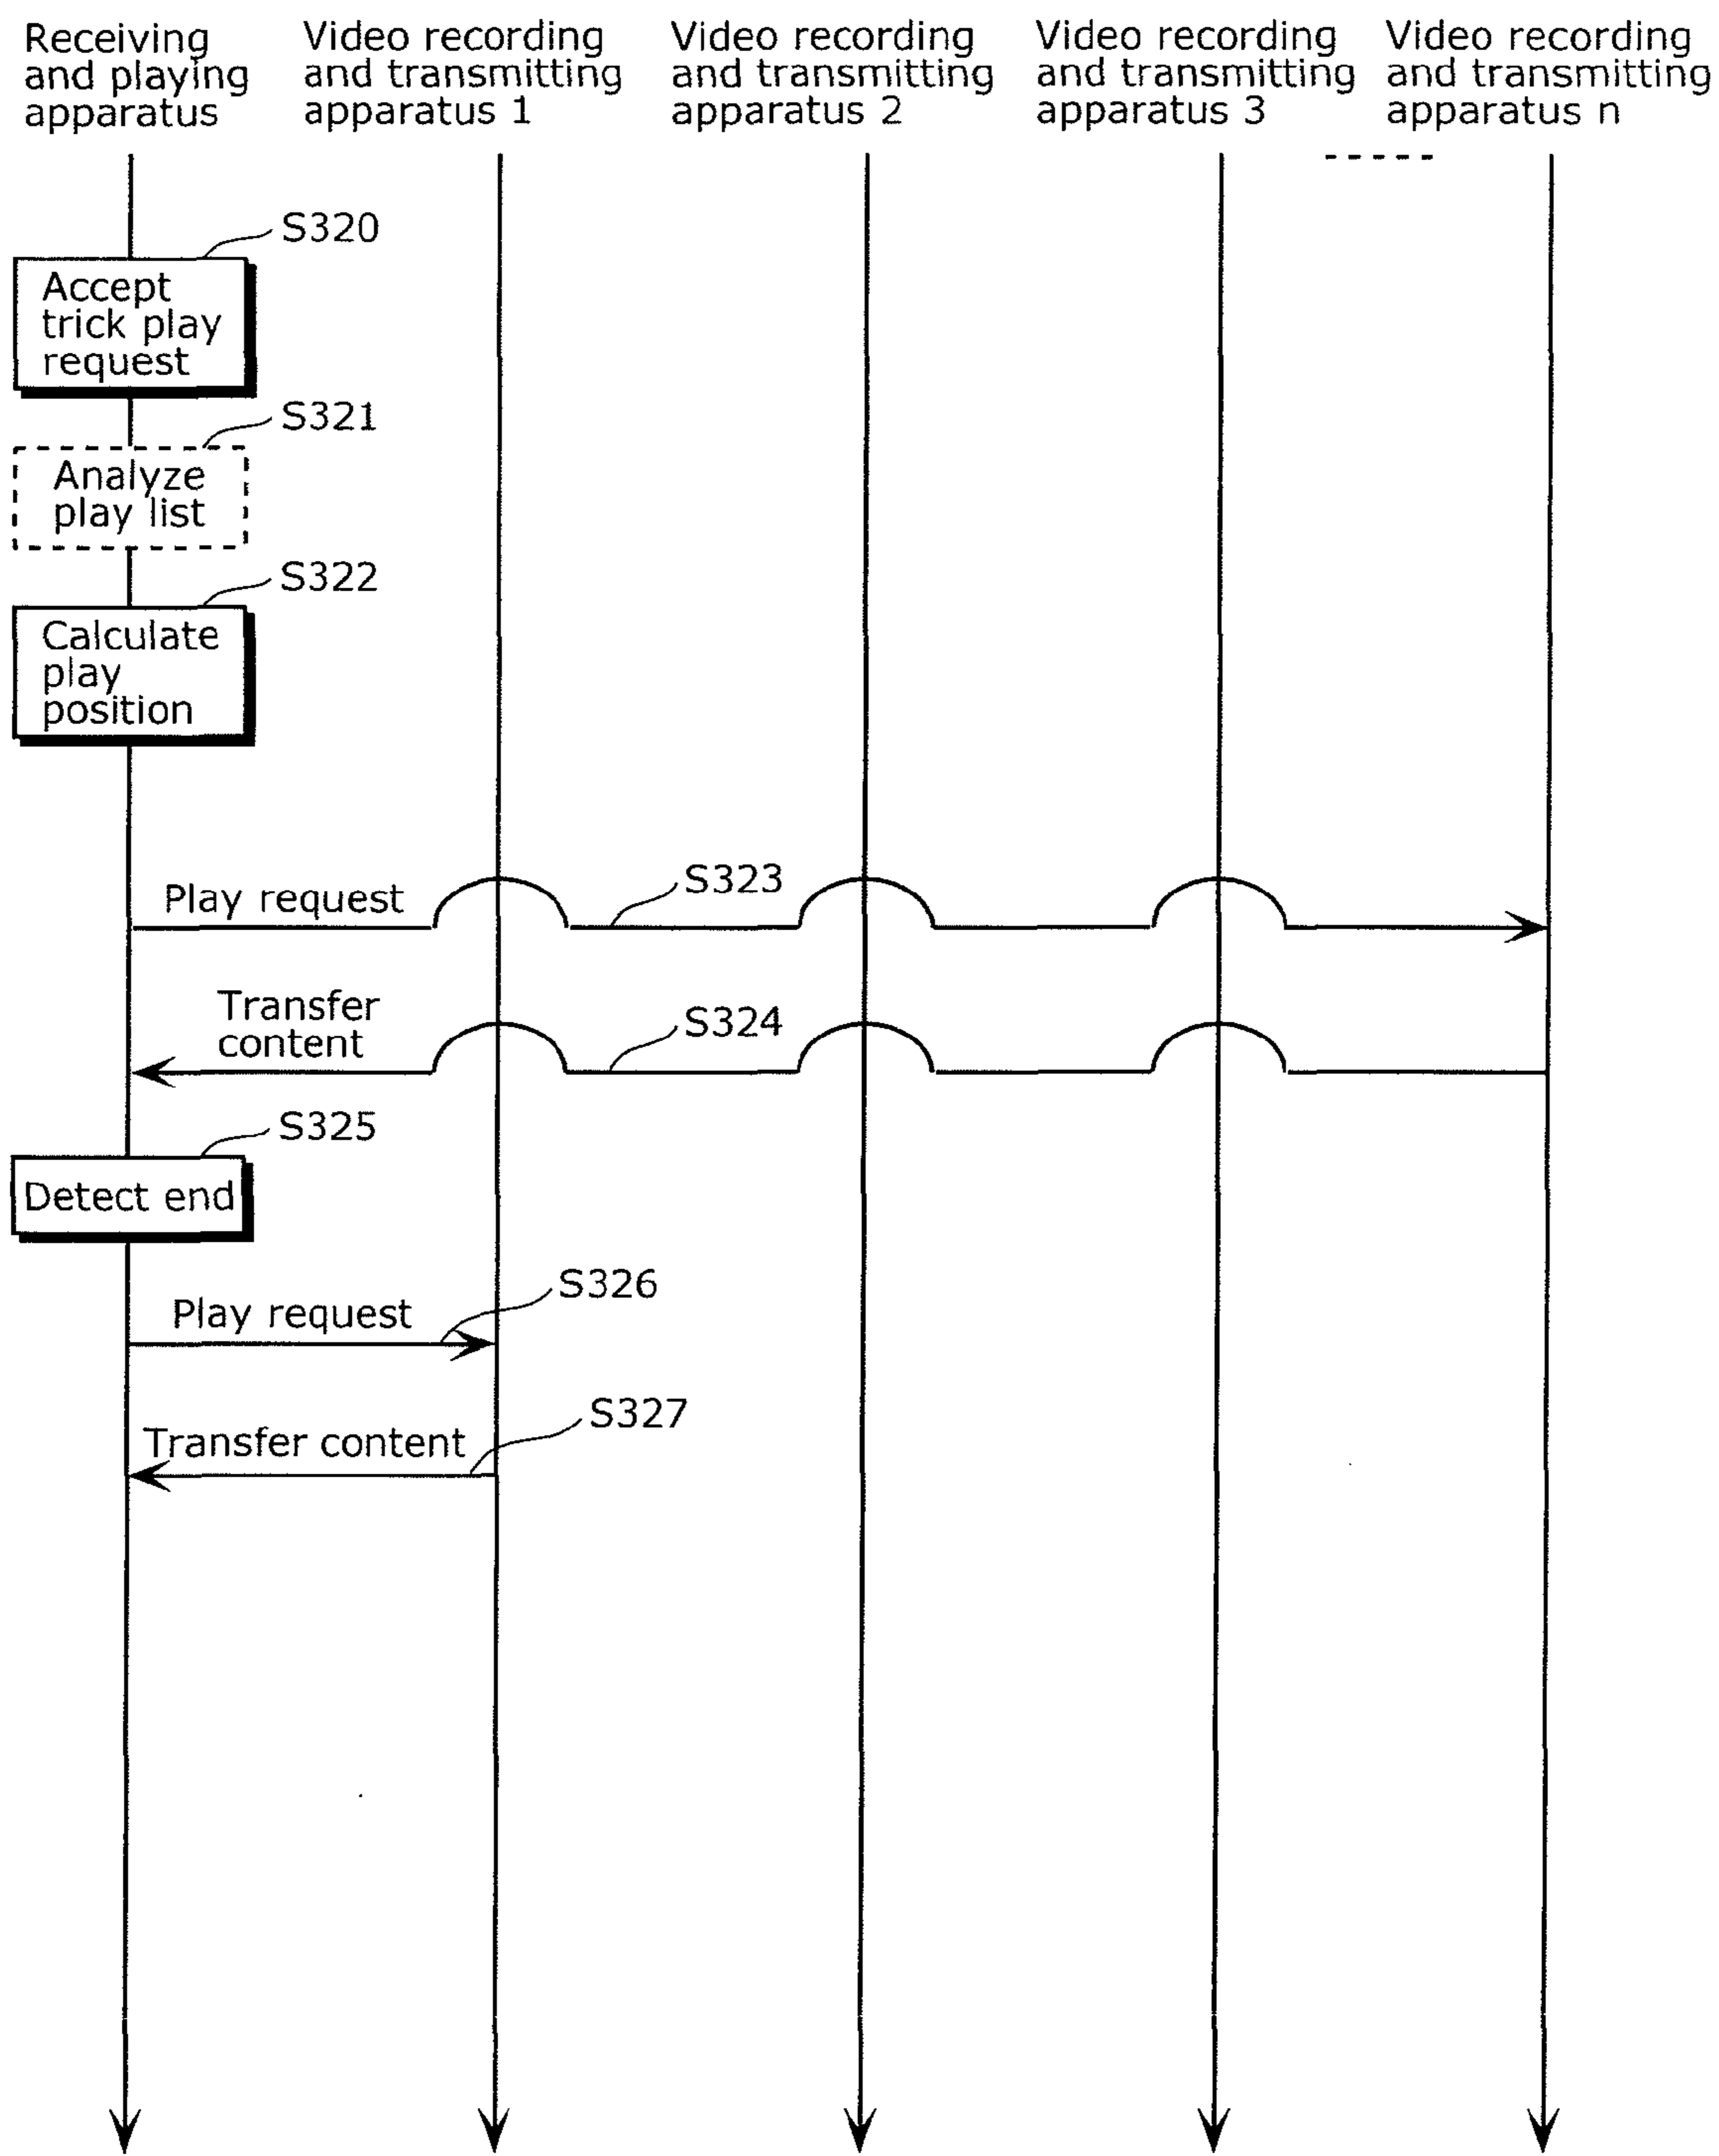 Receiving
and playing
apparatus
Video recording
and transmitting
apparatus 1
Video recording
and transmitting
apparatus 2
Video recording
and transmitting
apparatus 3
Video recording
and transmitting
apparatus n
S320
Accept
trick play
request
S321
Analyze
play list
S322
Calculate
play
position
Play request
S323
Transfer
content
S324
S325
Detect end
Play request
S326
Transfer content
S327